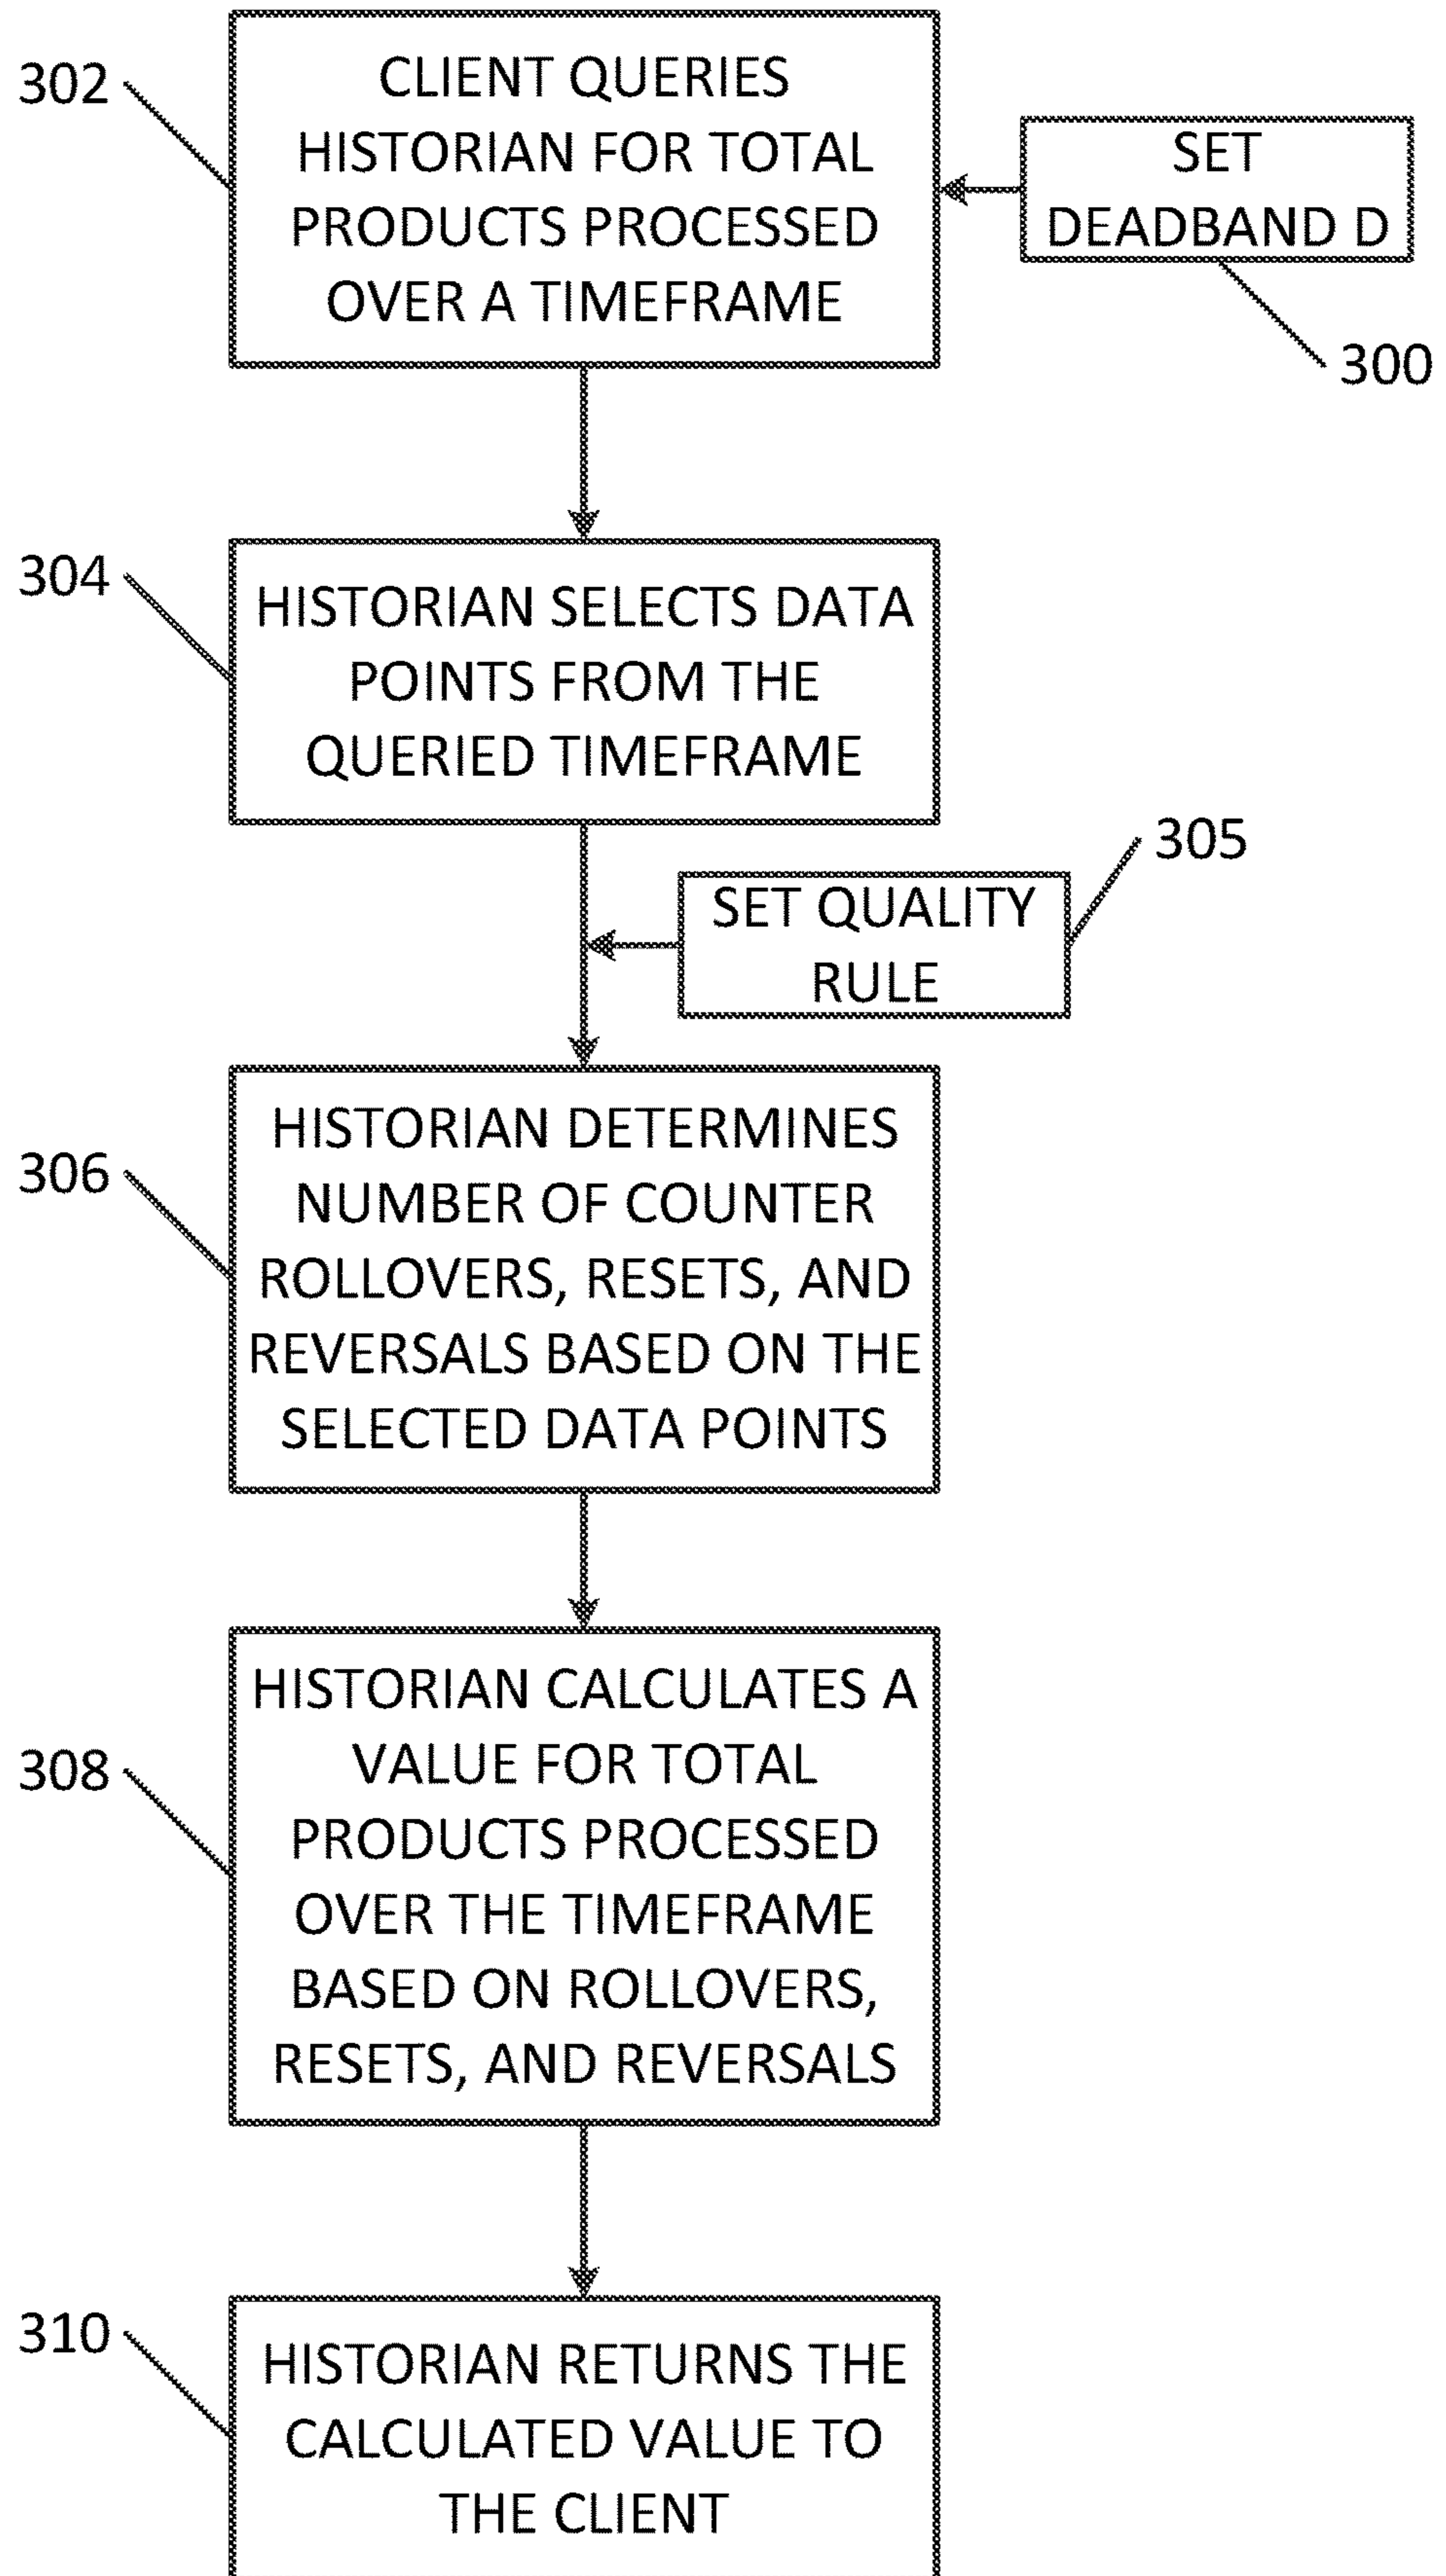 302
CLIENT QUERIES
HISTORIAN FOR TOTAL
PRODUCTS PROCESSED
OVER A TIMEFRAME
SET
DEADBAND D
300
304
HISTORIAN SELECTS DATA
POINTS FROM THE
QUERIED TIMEFRAME
305
SET QUALITY
RULE
306
HISTORIAN DETERMINES
NUMBER OF COUNTER
ROLLOVERS, RESETS, AND
REVERSALS BASED ON THE
SELECTED DATA POINTS
308
HISTORIAN CALCULATES A
VALUE FOR TOTAL
PRODUCTS PROCESSED
OVER THE TIMEFRAME
BASED ON ROLLOVERS,
RESETS, AND REVERSALS
310
HISTORIAN RETURNS THE
CALCULATED VALUE TO
THE CLIENT